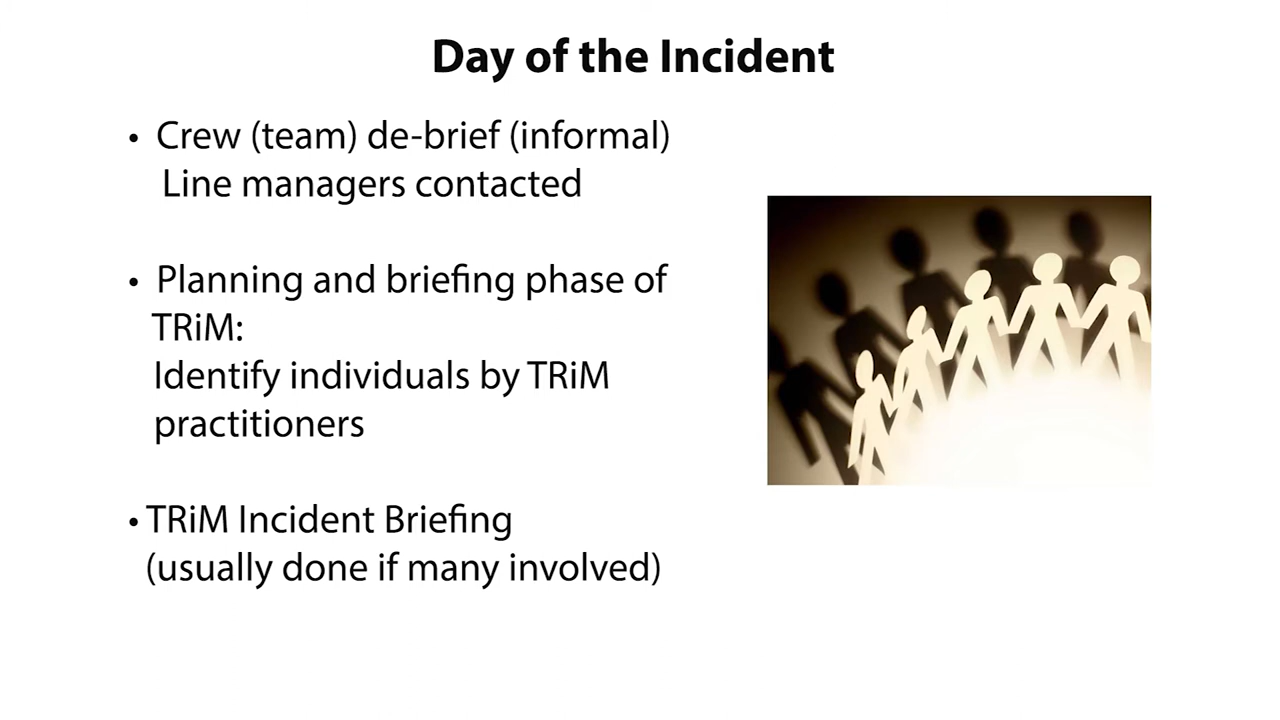 Day of the Incident
• Crew (team) de-brief (informal)
Line managers contacted
• Planning and briefing phase of
TRiM:
Identify individuals by TRiM
practitioners
• TRiM Incident Briefing
(usually done if many involved)